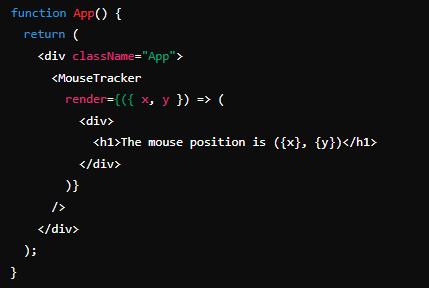 function App() {
  return (
    <div className="App">
      <MouseTracker
        render={({ x, y }) => (
          <div>
            <h1>The mouse position is ({x}, {y})</h1>
          </div>
        )}
      />
    </div>
  );
}